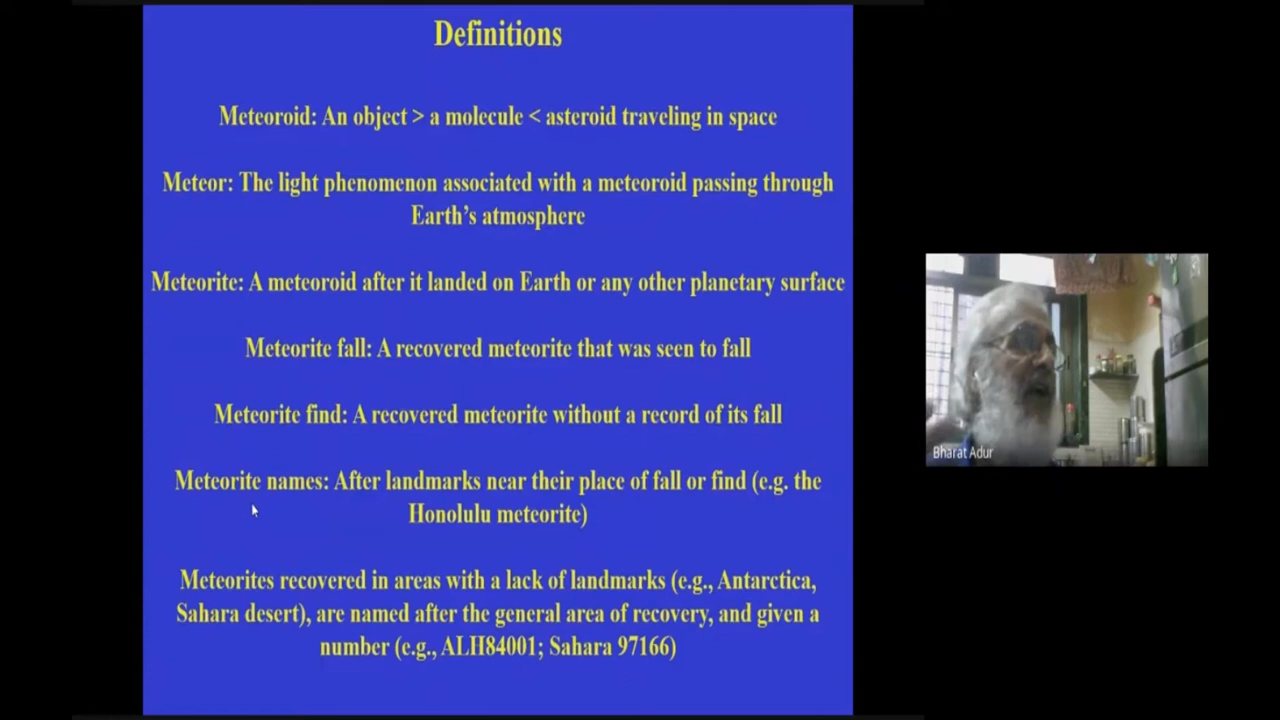 Definitions
Meteoroid: An object > a molecule < asteroid traveling in space
Meteor: The light phenomenon associated with a meteoroid passing through
Earth's atmosphere
Meteorite: A meteoroid after it landed on Earth or any other planetary surface
Meteorite fall: A recovered meteorite that was seen to fall
Meteorite find: A recovered meteorite without a record of its fall
Meteorite names: After landmarks near their place of fall or find (e.g. the
Honolulu meteorite)
Meteorites recovered in areas with a lack of landmarks (e.g., Antarctica,
Sahara desert), are named after the general area of recovery, and given a
number (e.g., ALH84001; Sahara 97166)
Bharat Adur